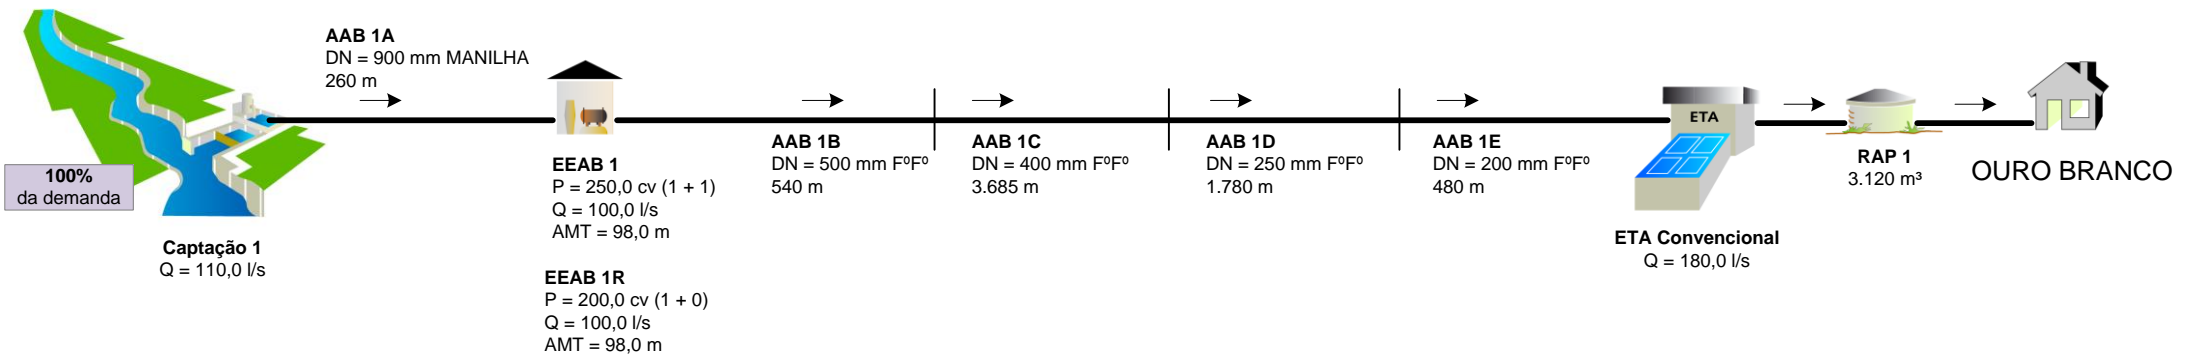 AAB 1A
DN = 900 mm MANILHA
260 m
100%
da demanda
Captação 1
Q = 110,0 l/s
EEAB 1
P = 250,0 cv (1 + 1)
Q = 100,0 l/s
AMT = 98,0 m
EEAB 1R
P = 200,0 cv (1 + 0)
Q = 100,0 l/s
AMT = 98,0 m
AAB 1B
DN = 500 mm FºFº
540 m
AAB 1C
DN = 400 mm FºFº
3.685 m
AAB 1D
DN = 250 mm FºFº
1.780 m
AAB 1E
DN = 200 mm FºFº
480 m
ETA
ETA Convencional
Q = 180,0 l/s
RAP 1
3.120 m³
OURO BRANCO